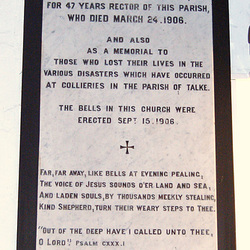 FOR 47 YEARS RECTOR OF THIS PARISH,
WHO DIED MARCH 24.1906.
AND ALSO
AS A MEMORIAL TO
THOSE WHO LOST THEIR LIVES IN THE
VARIOUS DISASTERS WHICH HAVE OCCURRED
AT COLLIERIES IN THE PARISH OF TALKE.
THE BELLS IN THIS CHURCH WERE
ERECTED SEPT 15.1906.
FAR, FAR AWAY, LIKE BELLS AT EVENING PEALING,
THE VOICE OF JESUS SOUNDS O'ER LAND AND SEA,
AND LADEN SOULS, BY THOUSANDS MEEKLY STEALING,
KIND SHEPHERD, TURN THEIR WEARY STEPS TO THEE.
"OUT OF THE DEEP HAVE I CALLED UNTO THEE,
O LORD". PSALM CXXX.I